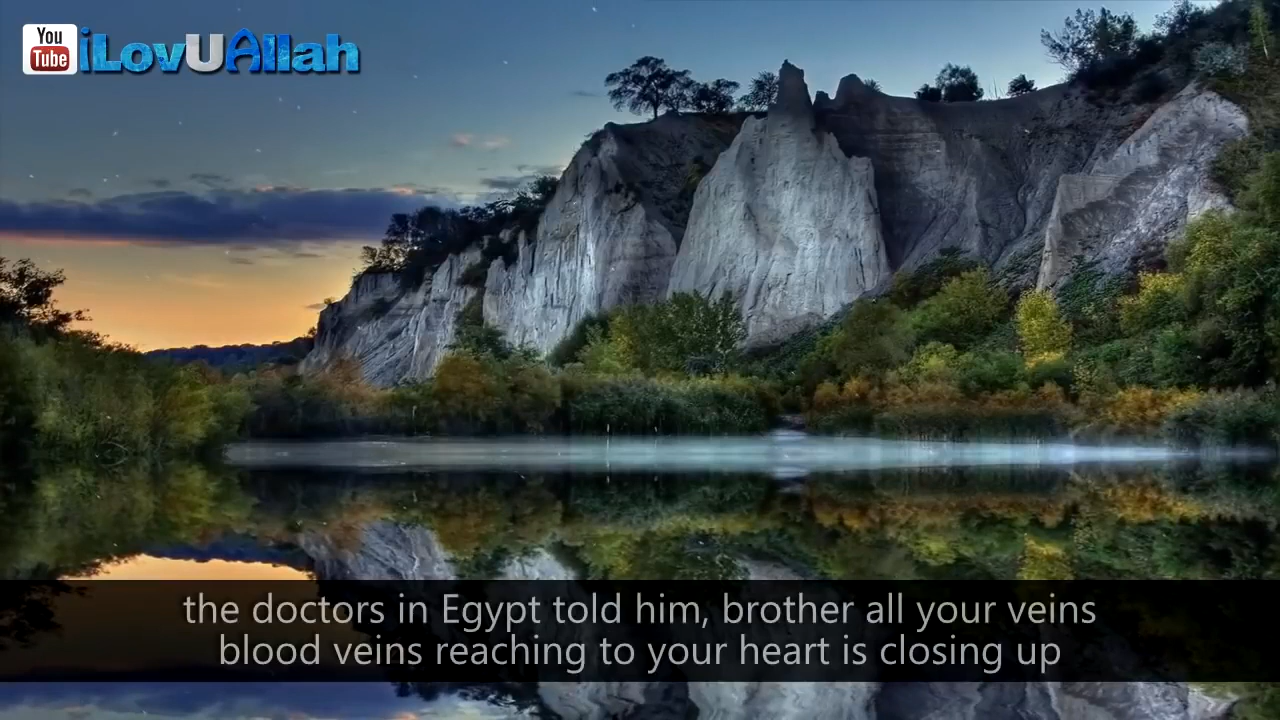 You
Tube
iLovUAllah
the doctors in Egypt told him, brother all your veins
blood veins reaching to your heart is closing up